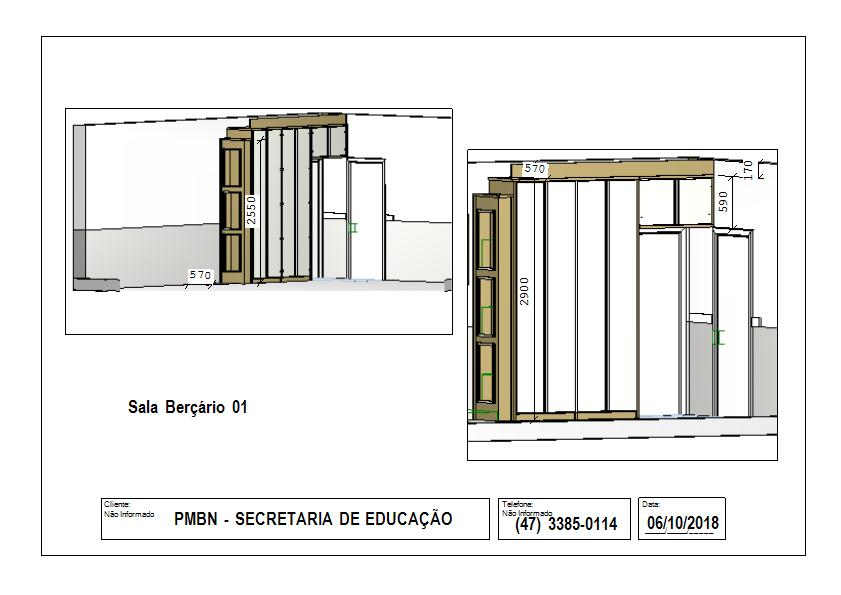 570
2550
570
170
590
2900
Sala Berçário 01
Cliente:
Não Informado
PMBN - SECRETARIA DE EDUCAÇÃO
Telefone:
Não Informado
(47) 3385-0114
Data:
06/10/2018